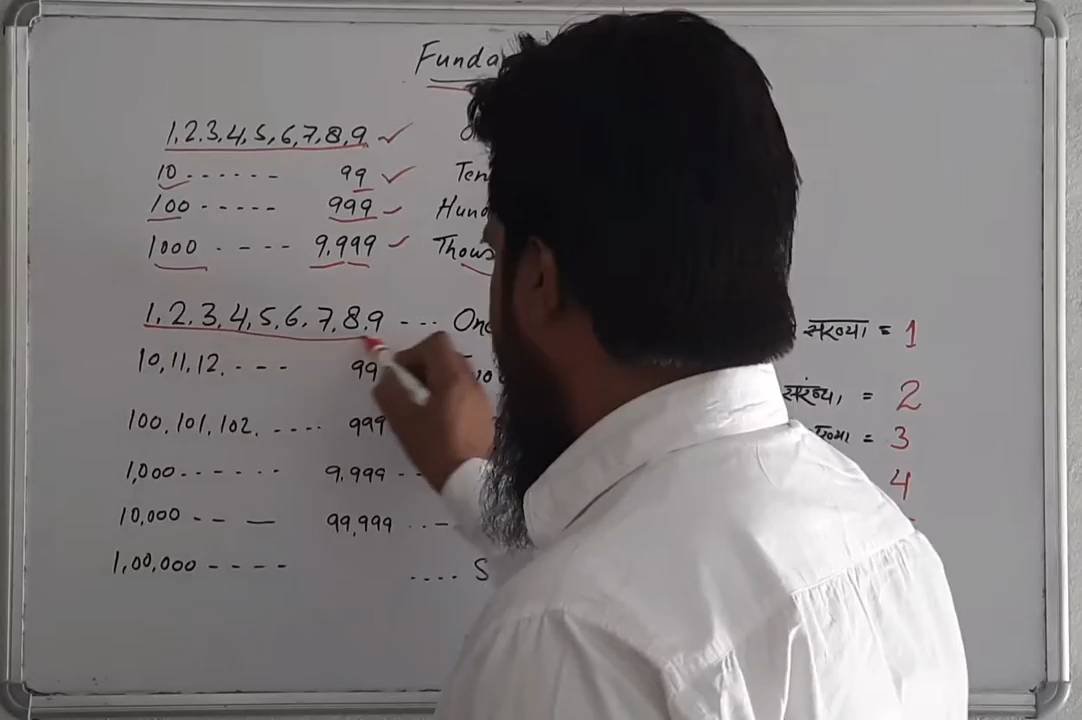 Funda
1, 2, 3, 4, 5, 6, 7, 8, 9 ✓
10 ------ 99 ✓ Ten
100 ----- 999 ✓ Hund
1000 ---- 9,999 ✓ Thous
1, 2, 3, 4, 5, 6, 7, 8, 9 --- One संख्या = 1
10, 11, 12, --- 99 = 2
100, 101, 102, ---- 999 = 3
1,000 ------ 9,999 -- 4
10,000 --- 99,999 ---
1,00,000 ---- ---- S